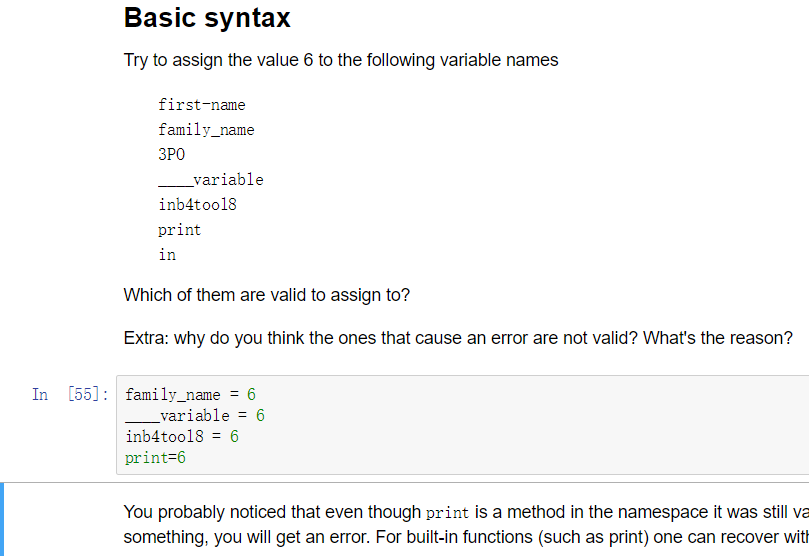 Basic syntax
Try to assign the value 6 to the following variable names
first-name
family_name
3PO
____variable
inb4tool8
print
in
Which of them are valid to assign to?
Extra: why do you think the ones that cause an error are not valid? What's the reason?
In [55]: family_name = 6
____variable = 6
inb4tool8 = 6
print=6
You probably noticed that even though print is a method in the namespace it was still
something, you will get an error. For built-in functions (such as print) one can recover